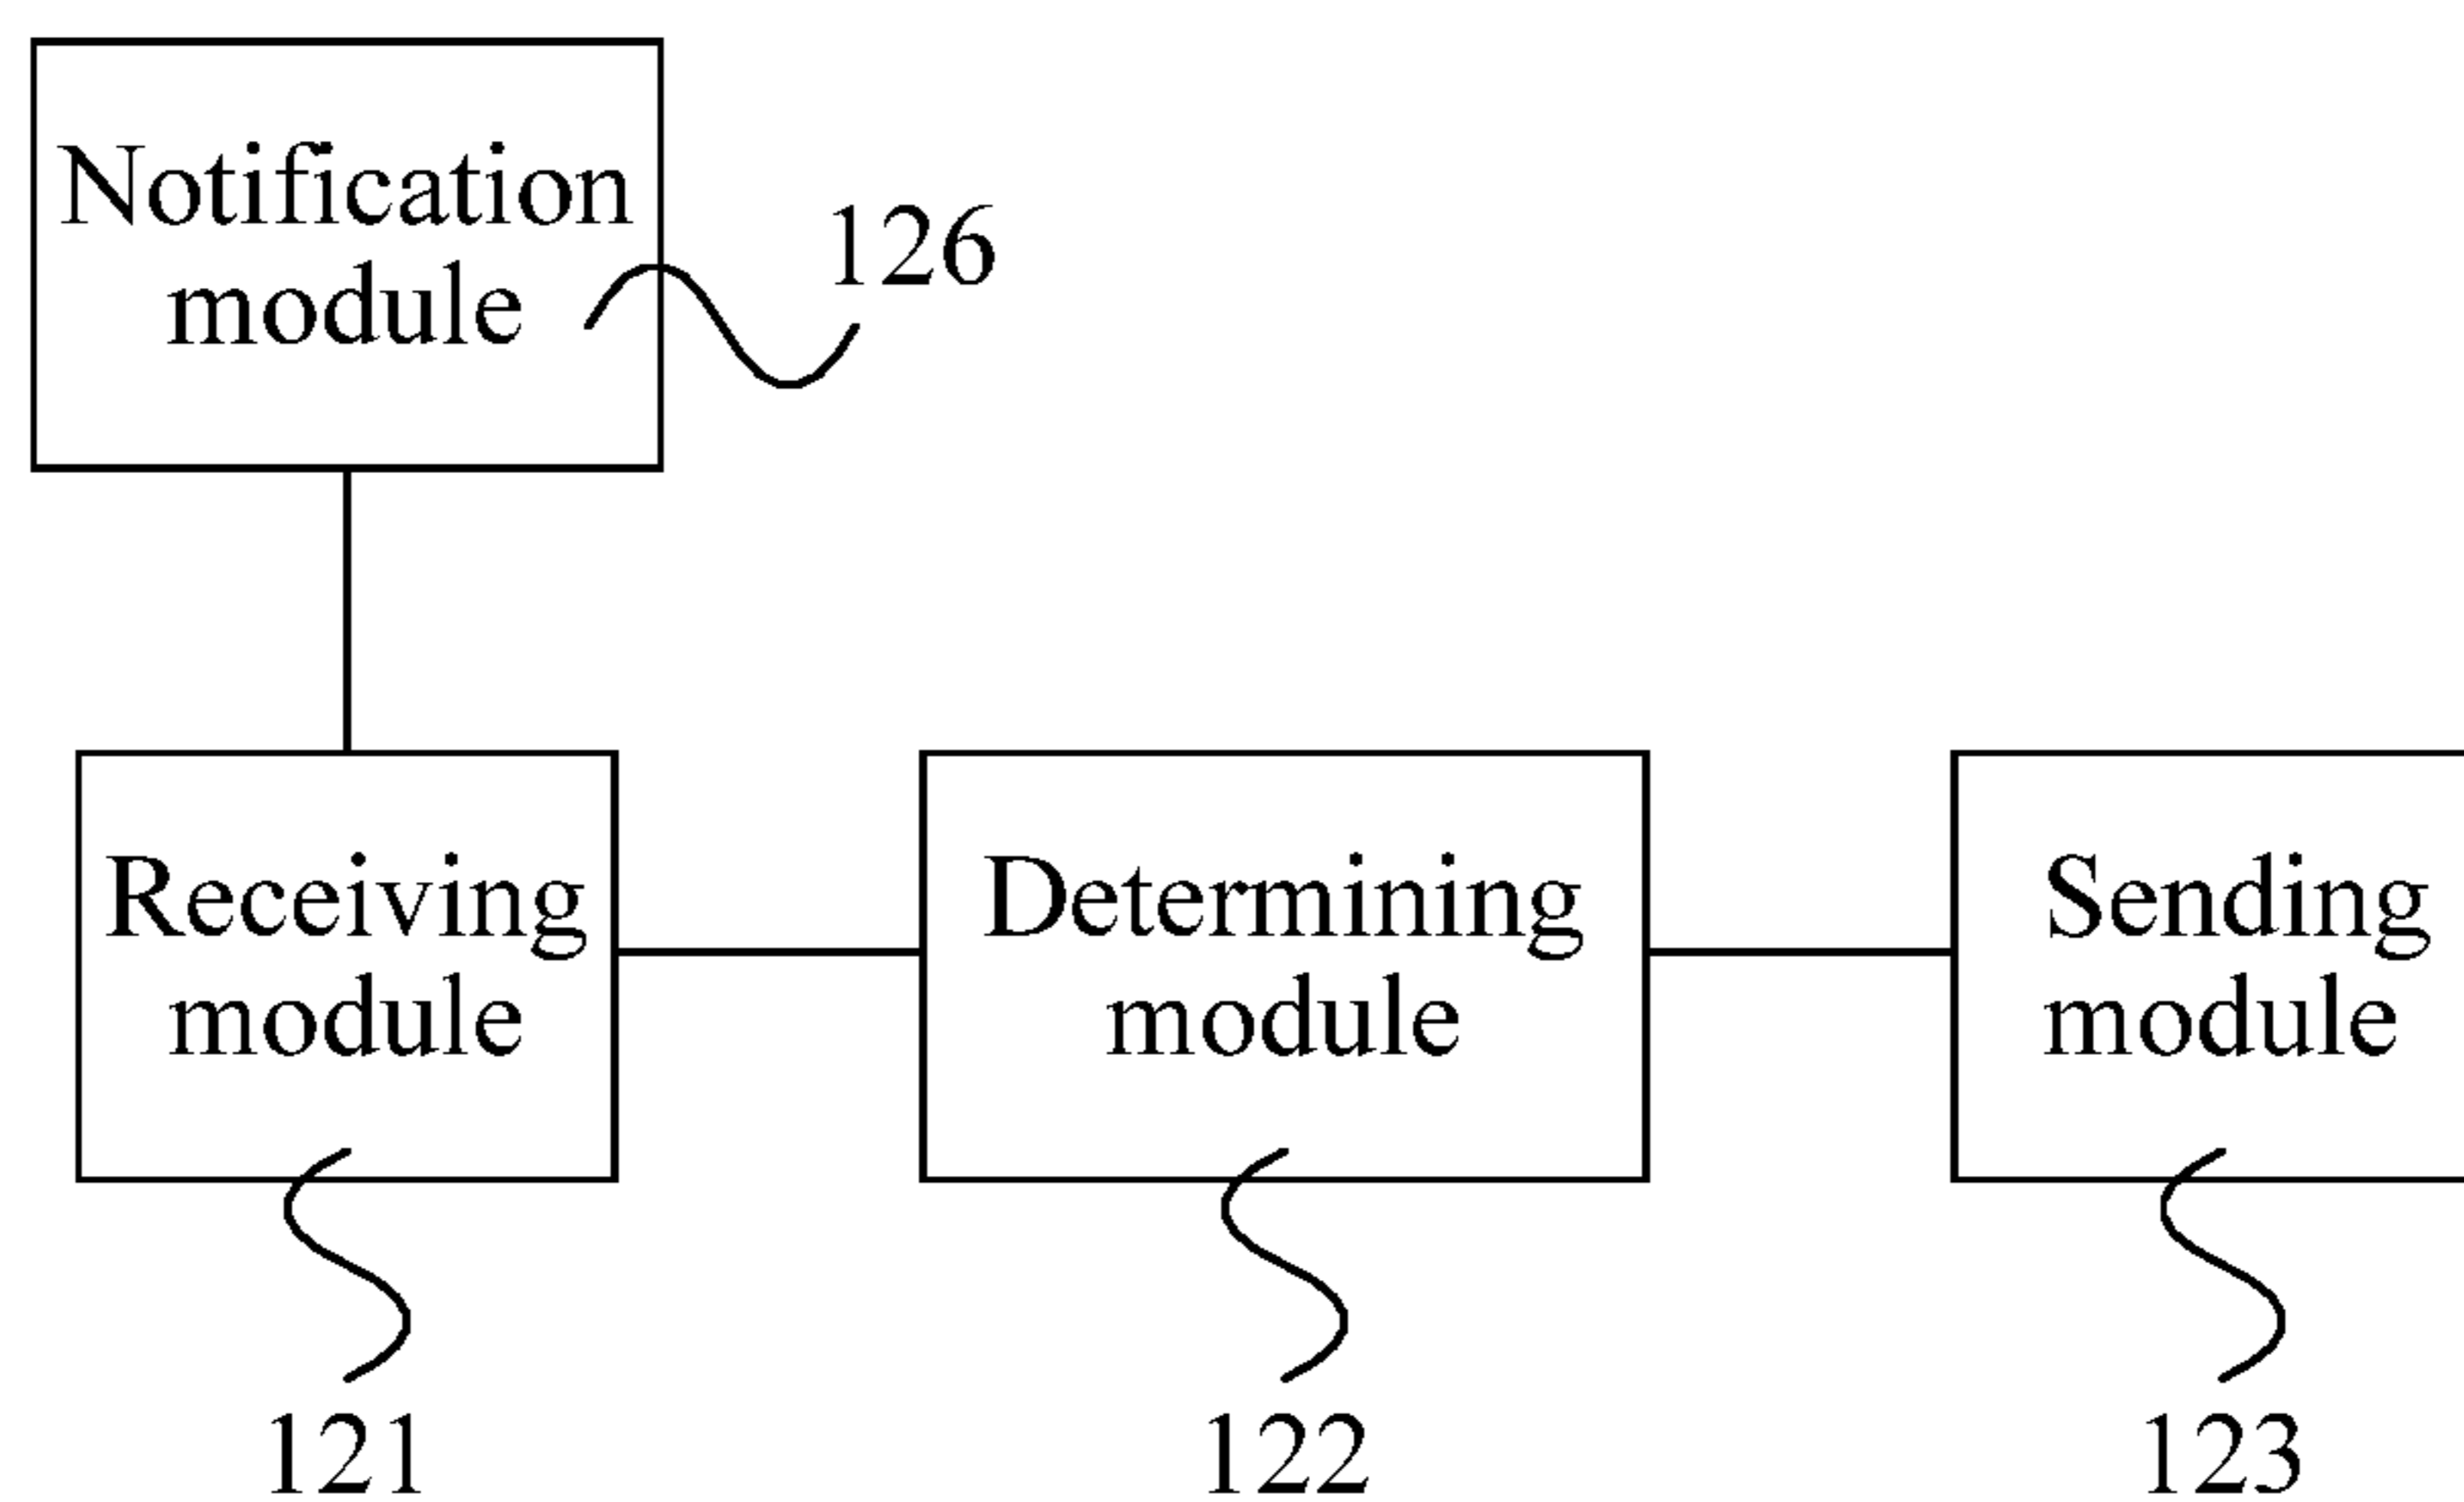 Notification
module
126
Receiving
module
Determining
module
Sending
module
121
122
123